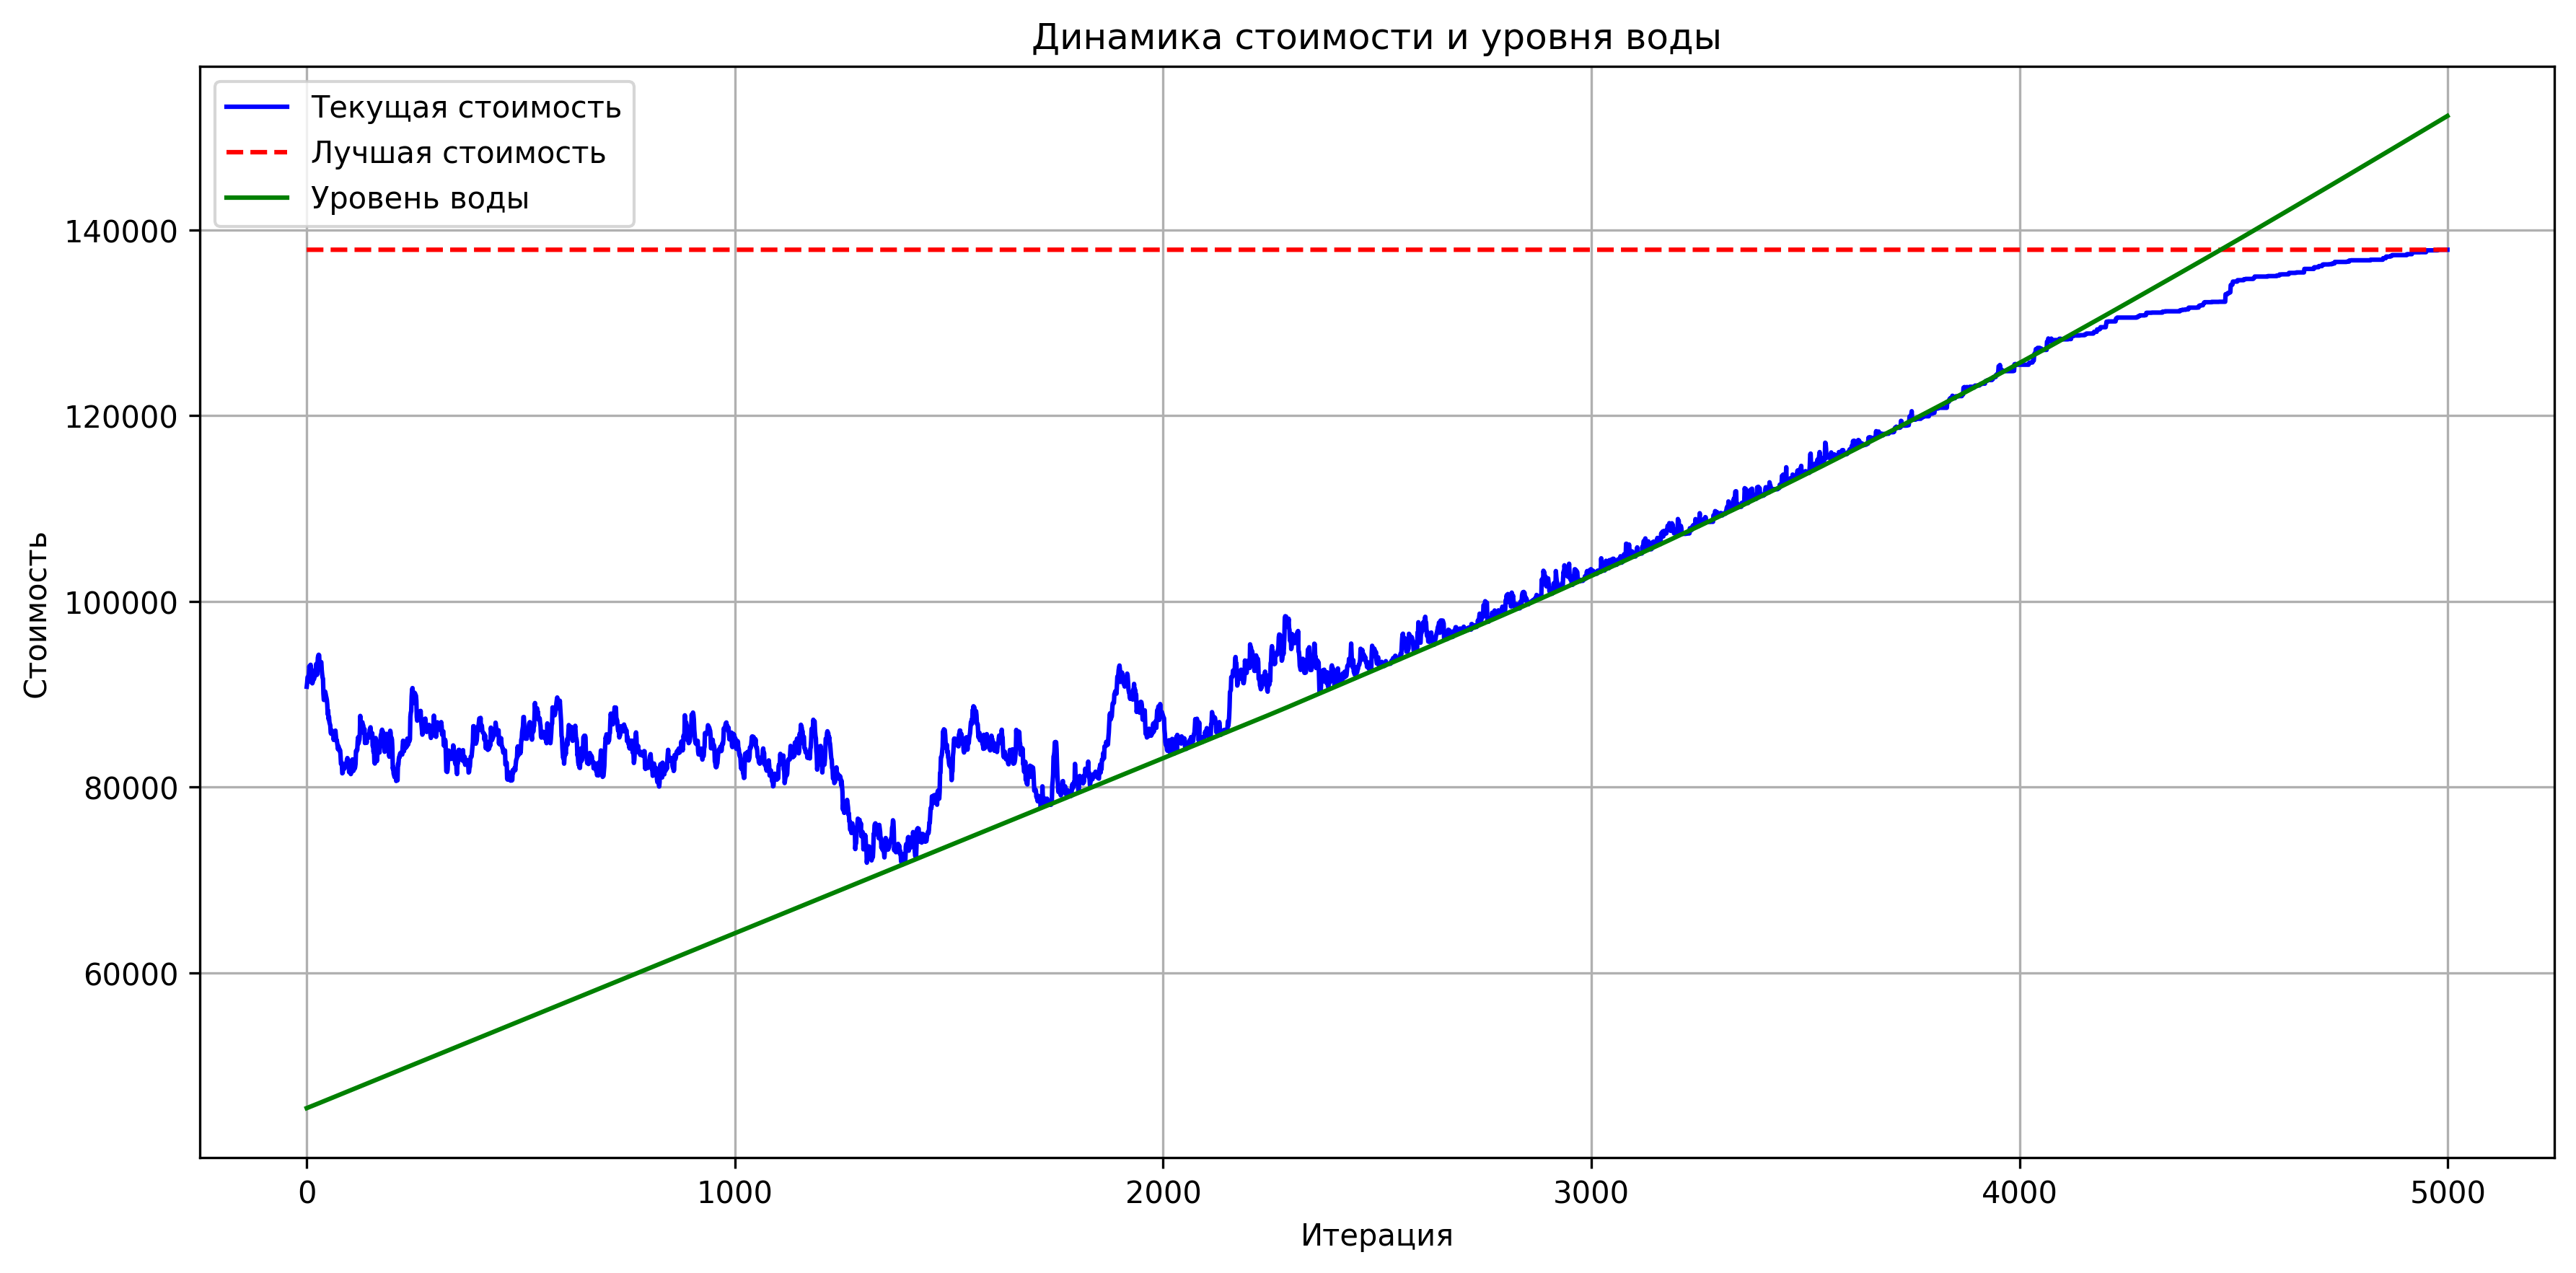 Динамика стоимости и уровня воды
Текущая стоимость
Лучшая стоимость
Уровень воды
Стоимость
140000
120000
100000
80000
60000
0 1000 2000 3000 4000 5000
Итерация